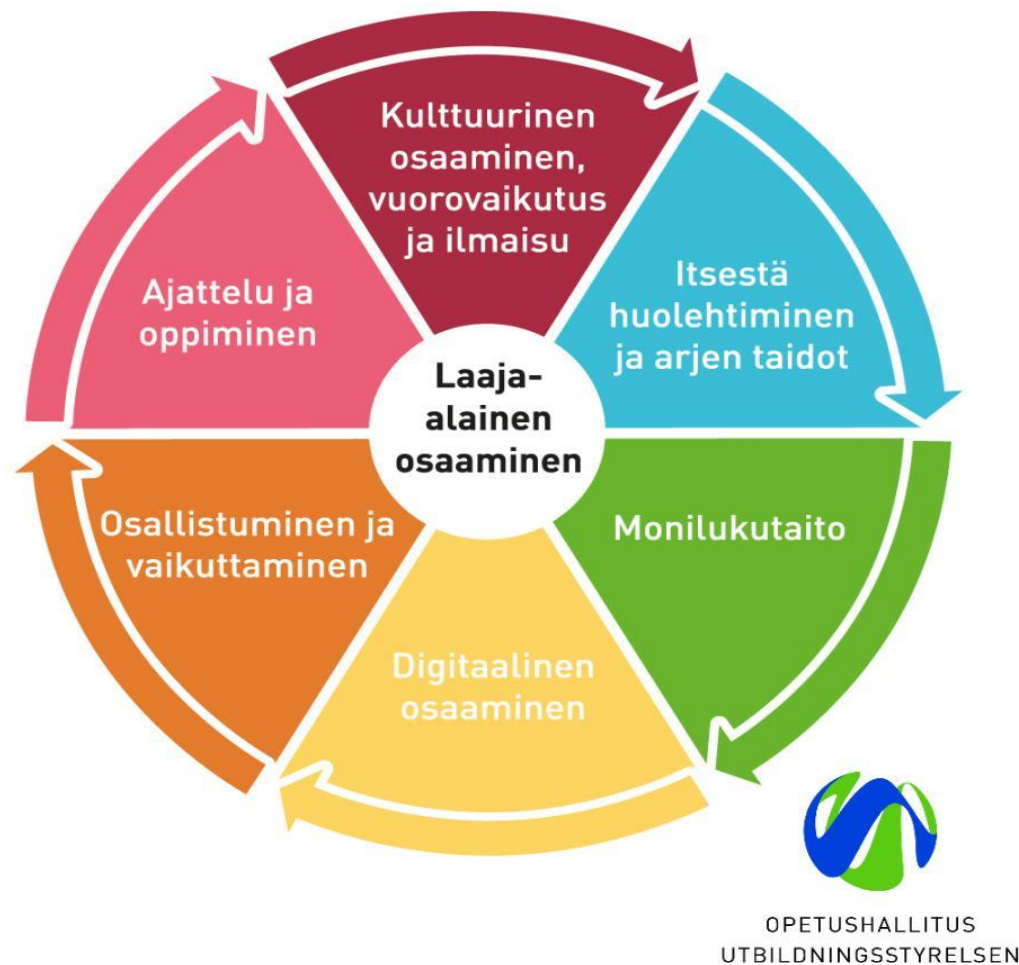 Kulttuurinen
osaaminen,
vuorovaikutus
ja ilmaisu
Itsestä
huolehtiminen
ja arjen taidot
Monilukutaito
Digitaalinen
osaaminen
Osallistuminen ja
vaikuttaminen
Ajattelu ja
oppiminen
Laaja-
alainen
osaaminen
OPETUSHALLITUS
UTBILDNINGSSTYRELSEN